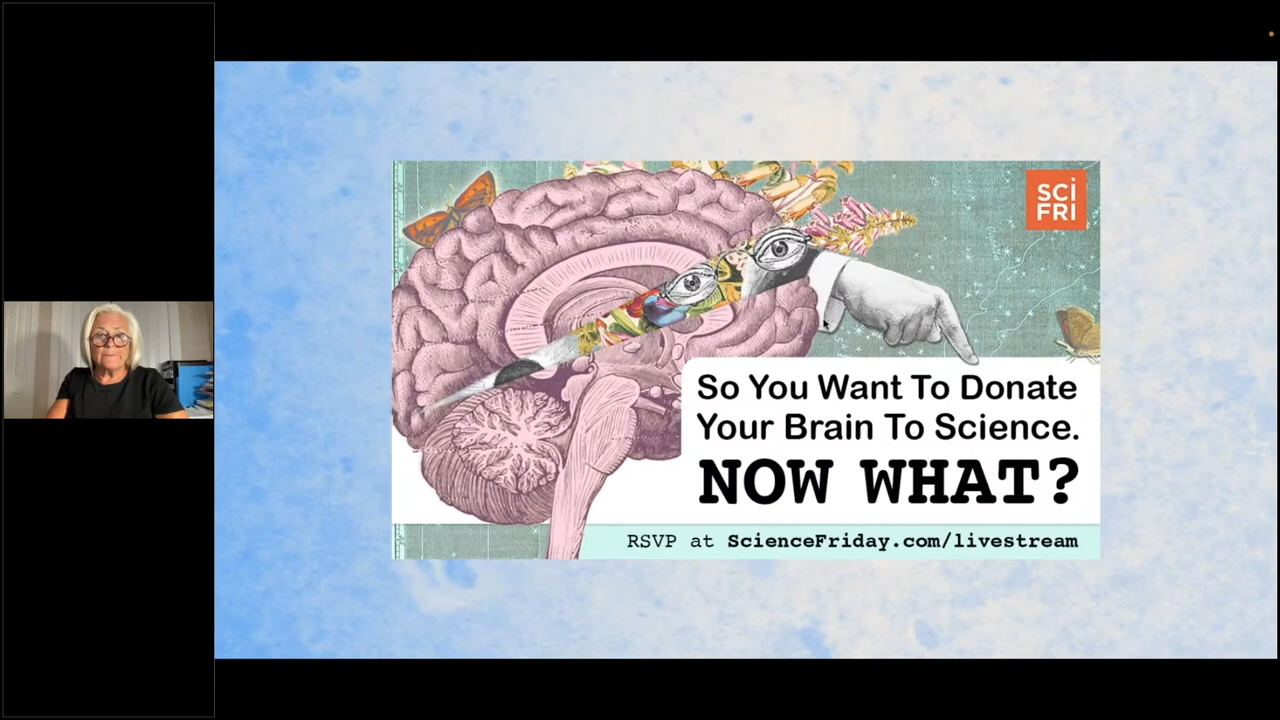 SCI
FRI
So You Want To Donate
Your Brain To Science.
NOW WHAT?
RSVP at ScienceFriday.com/livestream